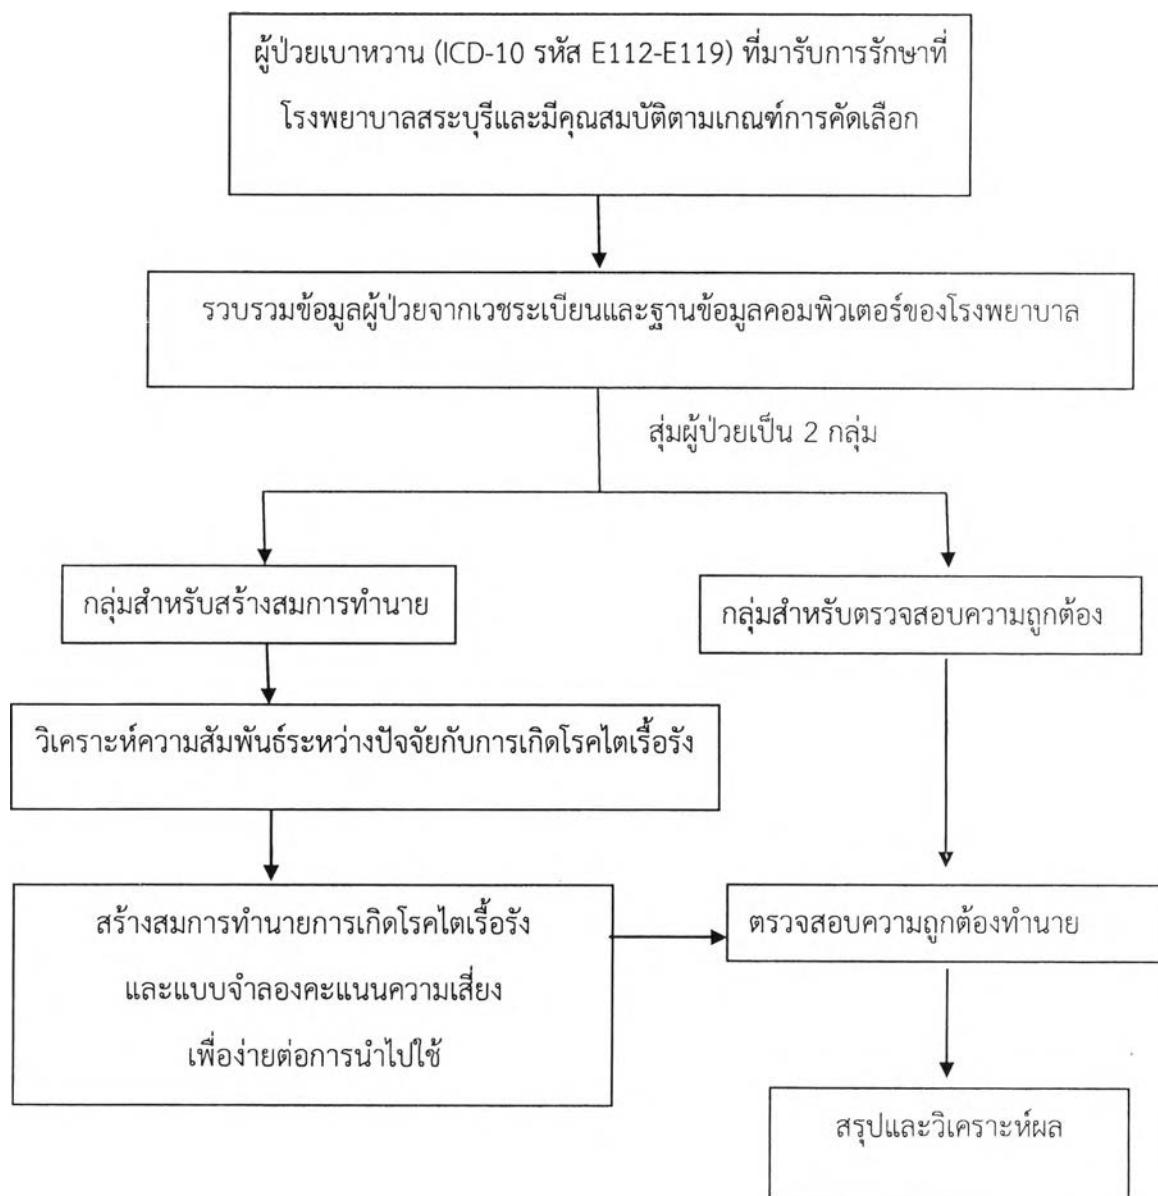 ผู้ป่วยเบาหวาน (ICD-10 รหัส E112-E119) ที่มารับการรักษาที่
โรงพยาบาลสระบุรีและมีคุณสมบัติตามเกณฑ์การคัดเลือก
รวบรวมข้อมูลผู้ป่วยจากเวชระเบียนและฐานข้อมูลคอมพิวเตอร์ของโรงพยาบาล
สุ่มผู้ป่วยเป็น 2 กลุ่ม
กลุ่มสำหรับสร้างสมการทำนาย
กลุ่มสำหรับตรวจสอบความถูกต้อง
วิเคราะห์ความสัมพันธ์ระหว่างปัจจัยกับการเกิดโรคไตเรื้อรัง
สร้างสมการทำนายการเกิดโรคไตเรื้อรัง
และแบบจำลองคะแนนความเสี่ยง
เพื่อง่ายต่อการนำไปใช้
ตรวจสอบความถูกต้องทำนาย
สรุปและวิเคราะห์ผล